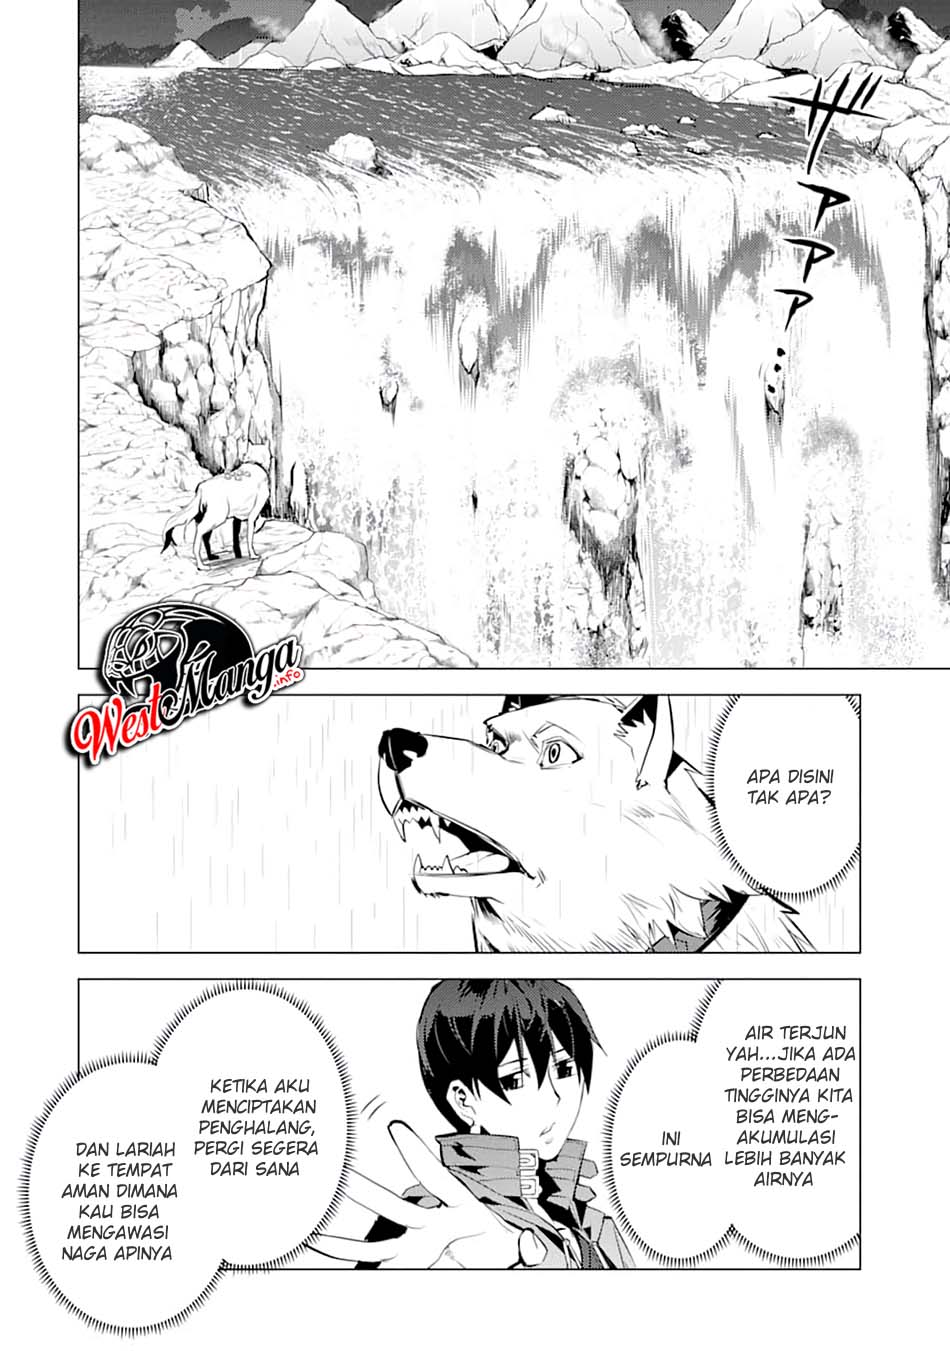 ザァァァ…
WestManga
.info
APA DISINI
TAK APA?
AIR TERJUN
YAH...JIKA ADA
PERBEDAAN
TINGGINYA KITA
BISA MENG-
AKUMULASI
LEBIH BANYAK
AIRNYA
INI
SEMPURNA
KETIKA AKU
MENCIPTAKAN
PENGHALANG,
PERGI SEGERA
DARI SANA
DAN LARIAH
KE TEMPAT
AMAN DIMANA
KAU BISA
MENGAWASI
NAGA APINYA